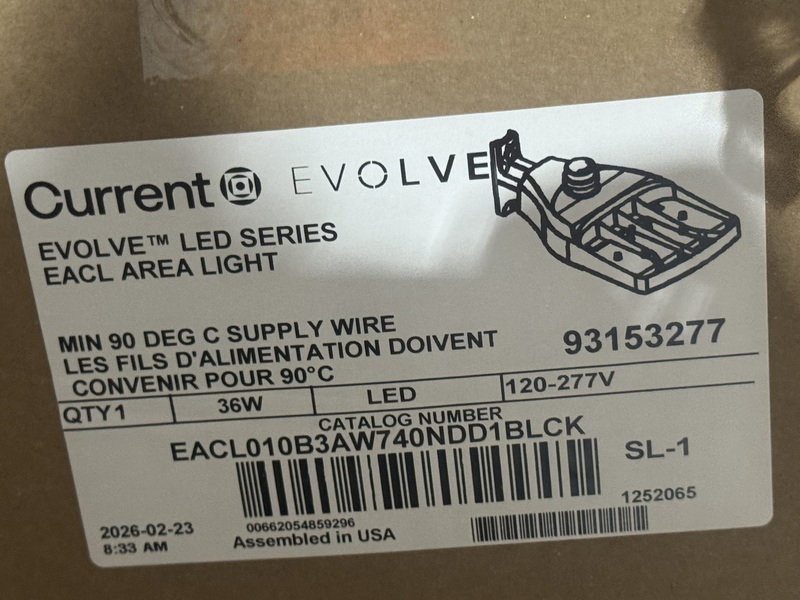 Current EVOLVE
EVOLVE™ LED SERIES
EACL AREA LIGHT
MIN 90 DEG C SUPPLY WIRE
LES FILS D'ALIMENTATION DOIVENT
CONVENIR POUR 90°C
93153277
QTY1 36W LED 120-277V
CATALOG NUMBER
EACL010B3AW740NDD1BLCK
SL-1
1252065
00662054859296
2026-02-23
8:33 AM
Assembled in USA